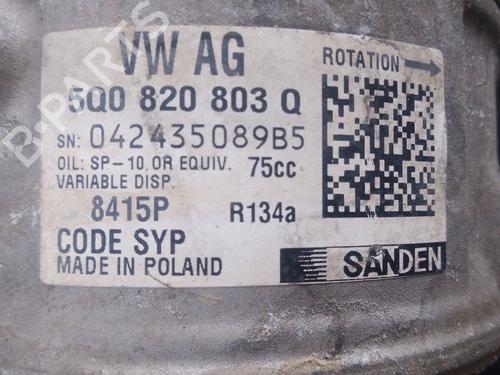 VW AG
ROTATION
5Q0 820 803 Q
SN: 042435089B5
OIL: SP-10 OR EQUIV. 75cc
VARIABLE DISP.
8415P R134a
CODE SYP
MADE IN POLAND
SANDEN
B-PARTS